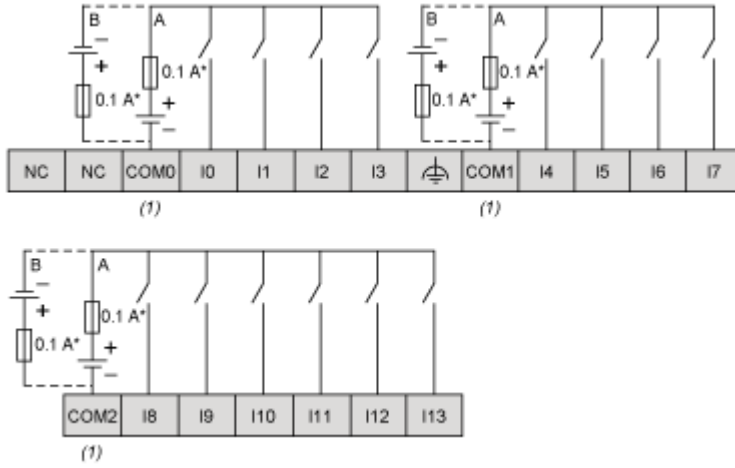 B A B A
0.1 A* 0.1 A*
0.1 A* 0.1 A*
NC NC COM0 I0 I1 I2 I3 COM1 I4 I5 I6 I7
(1) (1)
B A
0.1 A*
0.1 A*
COM2 I8 I9 I10 I11 I12 I13
(1)